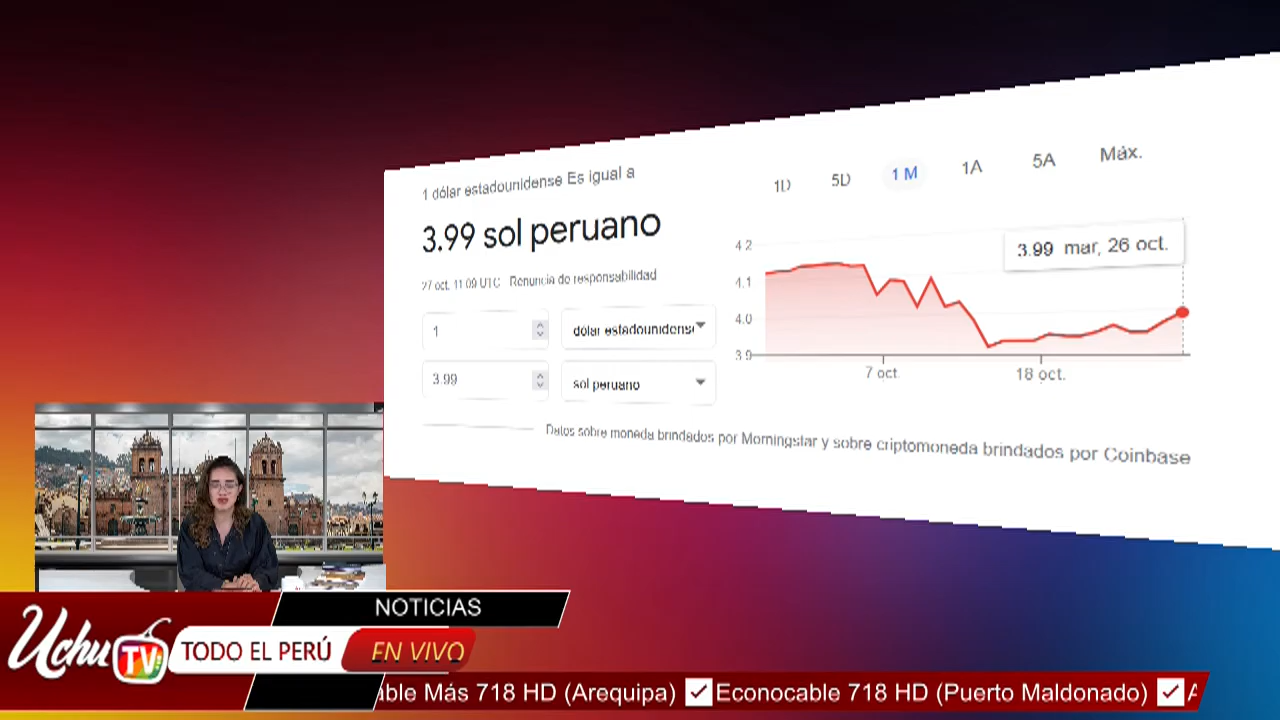 1 dólar estadounidense Es igual a
3.99 sol peruano
27 oct. 11:09 UTC Renuncia de responsabilidad
1
dólar estadounidens
3.99
sol peruano
1D 5D 1 M 1A 5A Máx.
3.99 mar, 26 oct.
4.2
4.1
4.0
3.9
7 oct. 18 oct.
Datos sobre moneda brindados por Morningstar y sobre criptomoneda brindados por Coinbase
NOTICIAS
Uchu TV
TODO EL PERÚ
EN VIVO
able Más 718 HD (Arequipa) Econocable 718 HD (Puerto Maldonado)